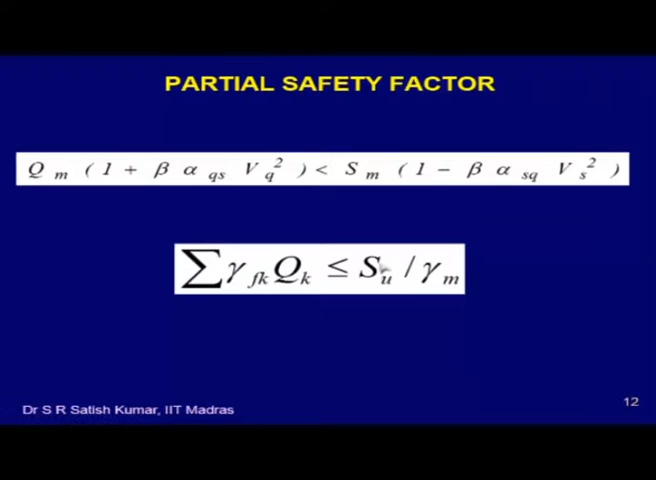 PARTIAL SAFETY FACTOR
Q_m ( 1 + β α_qs V_q^2 ) < S_m ( 1 − β α_sq V_s^2 )
∑ γ_fk Q_k ≤ S_u / γ_m
Dr S R Satish Kumar, IIT Madras
12